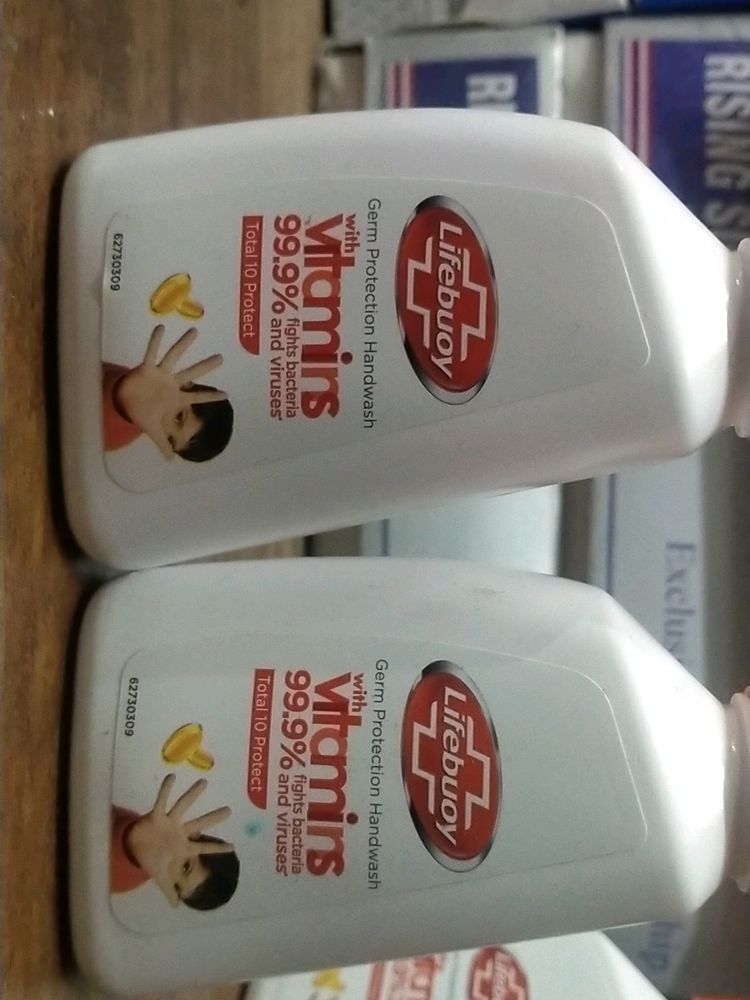 Lifebuoy
Germ Protection Handwash
with
Vitamins
99.9% fights bacteria
and viruses*
Total 10 Protect
62730309
Lifebuoy
Germ Protection Handwash
with
Vitamins
99.9% fights bacteria
and viruses*
Total 10 Protect
62730309
RISING